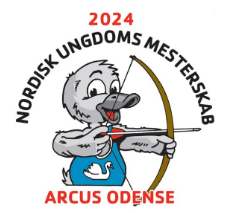 2024
NORDISK UNGDOMS MESTERSKAB
ARCUS ODENSE